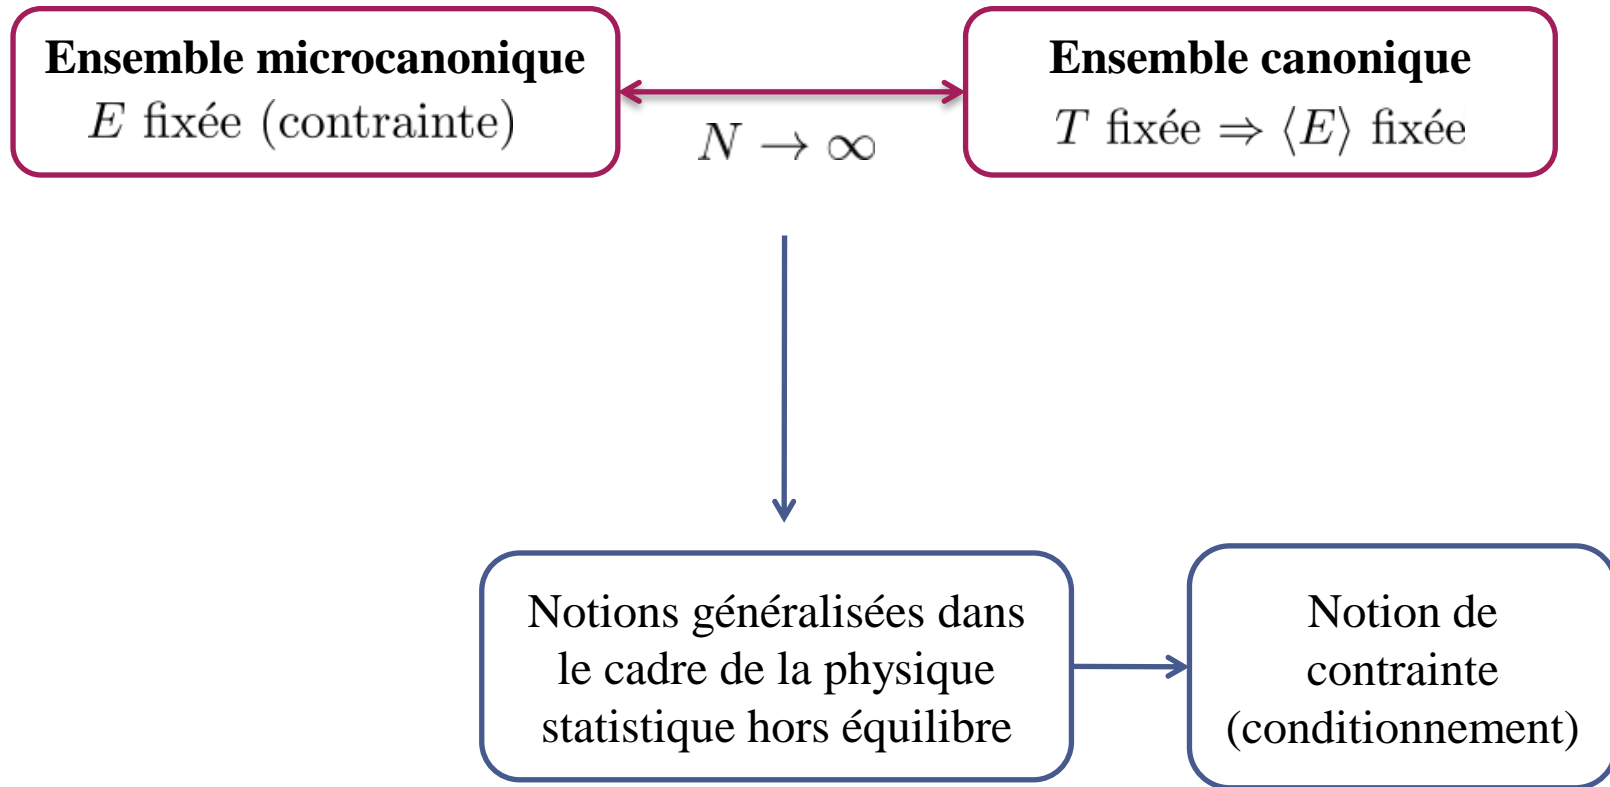 Ensemble microcanonique
E fixée (contrainte)
N → ∞
Ensemble canonique
T fixée ⇒ ⟨E⟩ fixée
Notions généralisées dans
le cadre de la physique
statistique hors équilibre
Notion de
contrainte
(conditionnement)